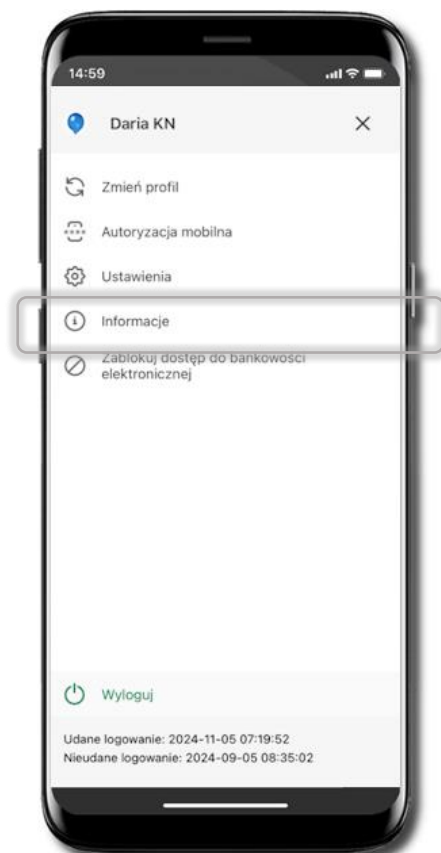 14:59
Daria KN
Zmień profil
Autoryzacja mobilna
Ustawienia
Informacje
Zablokuj dostęp do bankowości
elektronicznej
Wyloguj
Udane logowanie: 2024-11-05 07:19:52
Nieudane logowanie: 2024-09-05 08:35:02